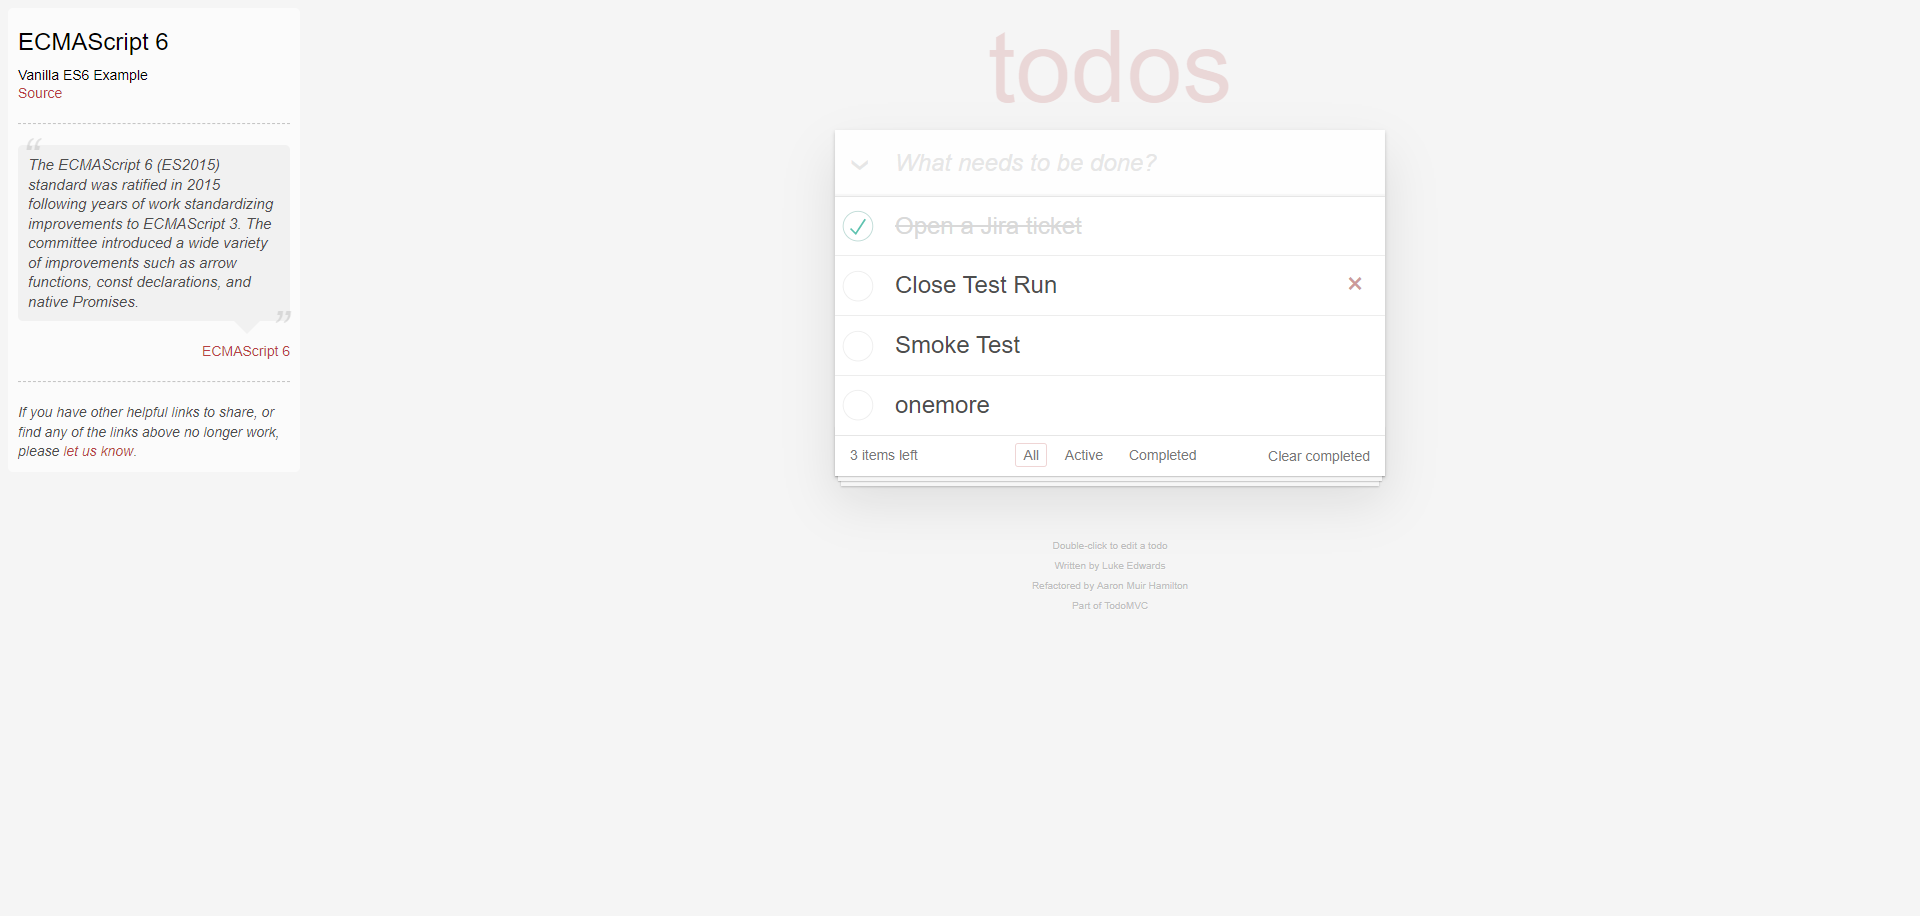 ECMAScript 6
Vanilla ES6 Example
Source
“
The ECMAScript 6 (ES2015)
standard was ratified in 2015
following years of work standardizing
improvements to ECMAScript 3. The
committee introduced a wide variety
of improvements such as arrow
functions, const declarations, and
native Promises.
”
ECMAScript 6
If you have other helpful links to share, or
find any of the links above no longer work,
please let us know.
todos
What needs to be done?
Open a Jira ticket
Close Test Run ×
Smoke Test
onemore
3 items left All Active Completed Clear completed
Double-click to edit a todo
Written by Luke Edwards
Refactored by Aaron Muir Hamilton
Part of TodoMVC